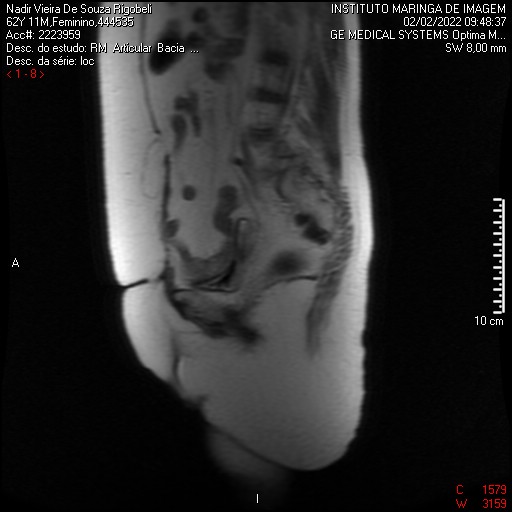 Nadir Vieira De Souza Rigobeli
62Y 11M,Feminino,444535
Acc#: 2223959
Desc. do estudo: RM Articular Bacia ...
Desc. da série: loc
< 1 - 8 >
INSTITUTO MARINGA DE IMAGEM
02/02/2022 09:48:37
GE MEDICAL SYSTEMS Optima M...
SW 8,00 mm
A
10 cm
I
C 1579
W 3159